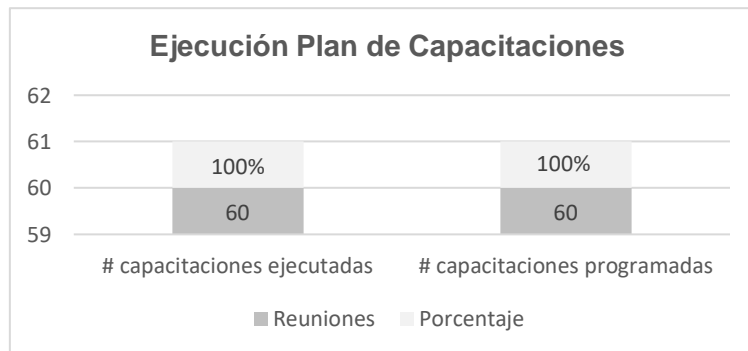 Ejecución Plan de Capacitaciones
62
61
100%
100%
60
60
60
59
# capacitaciones ejecutadas
# capacitaciones programadas
Reuniones
Porcentaje